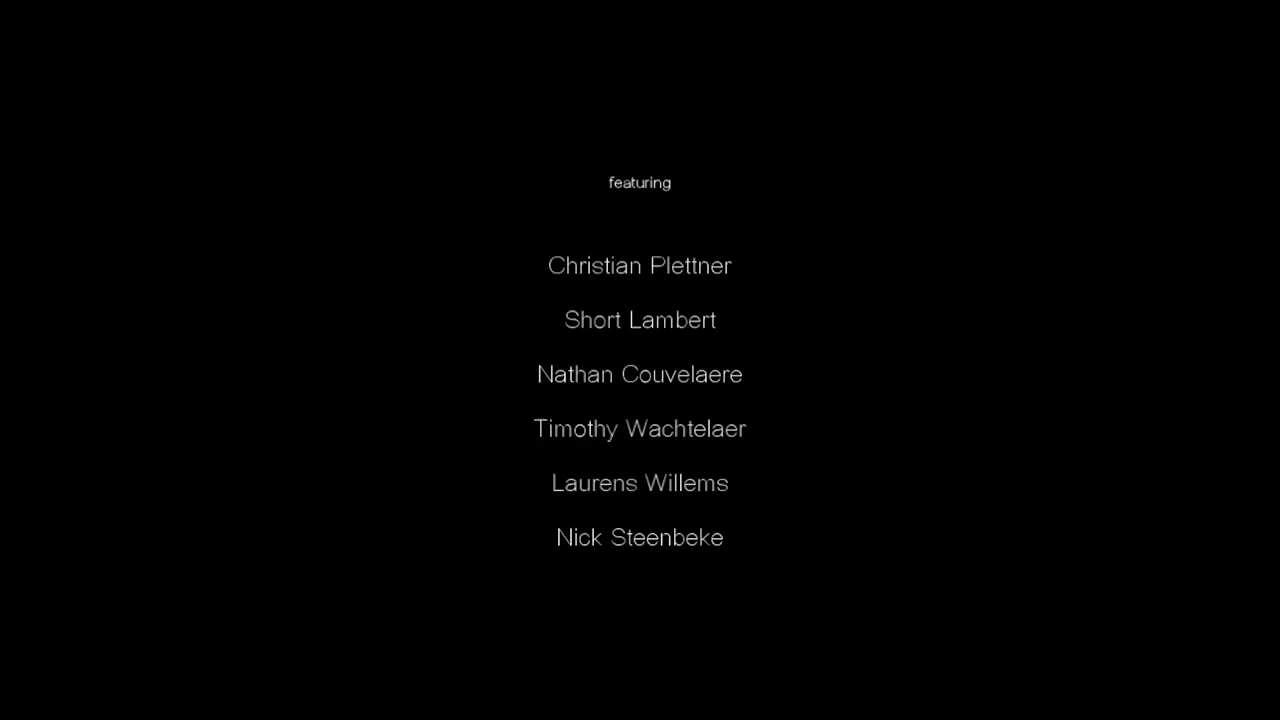 featuring
Christian Plettner
Short Lambert
Nathan Couvelaere
Timothy Wachtelaer
Laurens Willems
Nick Steenbeke